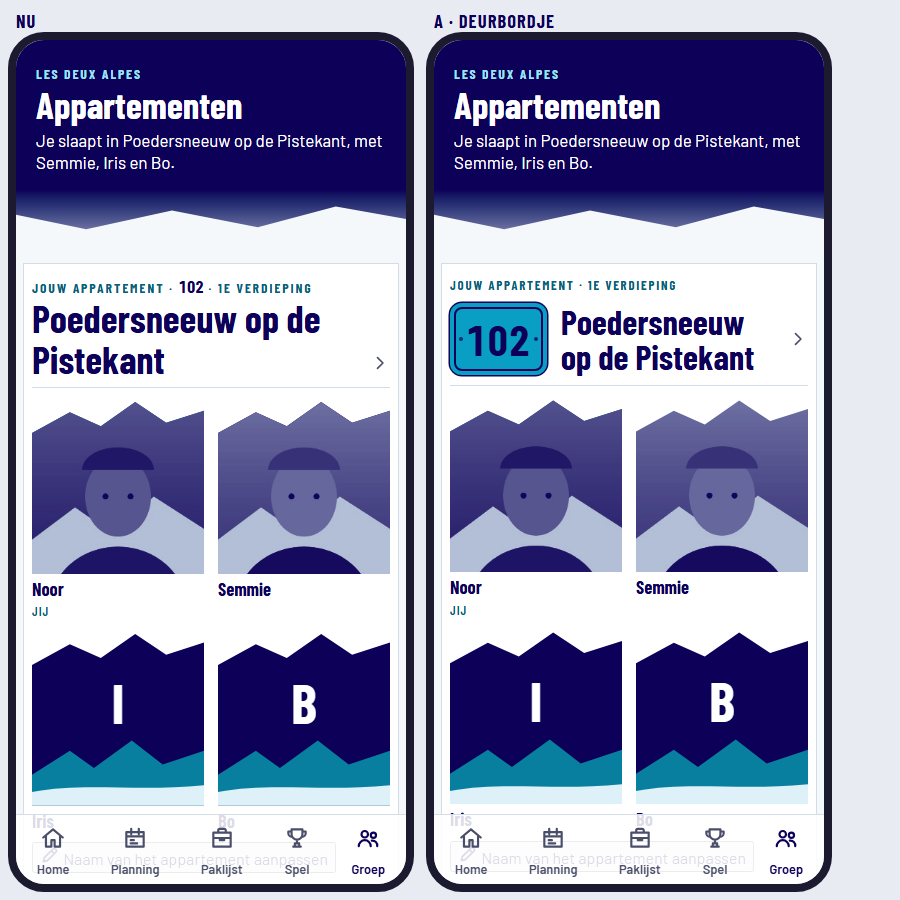 NU
LES DEUX ALPES
Appartementen
Je slaapt in Poedersneeuw op de Pistekant, met
Semmie, Iris en Bo.
JOUW APPARTEMENT · 102 · 1E VERDIEPING
Poedersneeuw op de
Pistekant
Noor
Semmie
JIJ
I
B
Iris
Bo
Naam van het appartement aanpassen
Home
Planning
Paklijst
Spel
Groep
A · DEURBORDJE
LES DEUX ALPES
Appartementen
Je slaapt in Poedersneeuw op de Pistekant, met
Semmie, Iris en Bo.
JOUW APPARTEMENT · 1E VERDIEPING
102
Poedersneeuw
op de Pistekant
Noor
Semmie
JIJ
I
B
Iris
Bo
Naam van het appartement aanpassen
Home
Planning
Paklijst
Spel
Groep